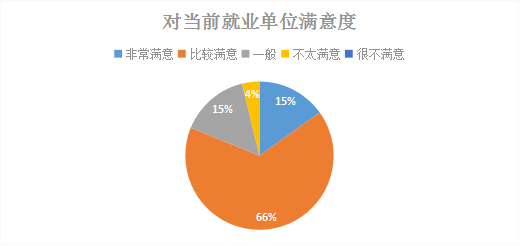 对当前就业单位满意度
非常满意 比较满意 一般 不太满意 很不满意
4% 15%
15%
66%